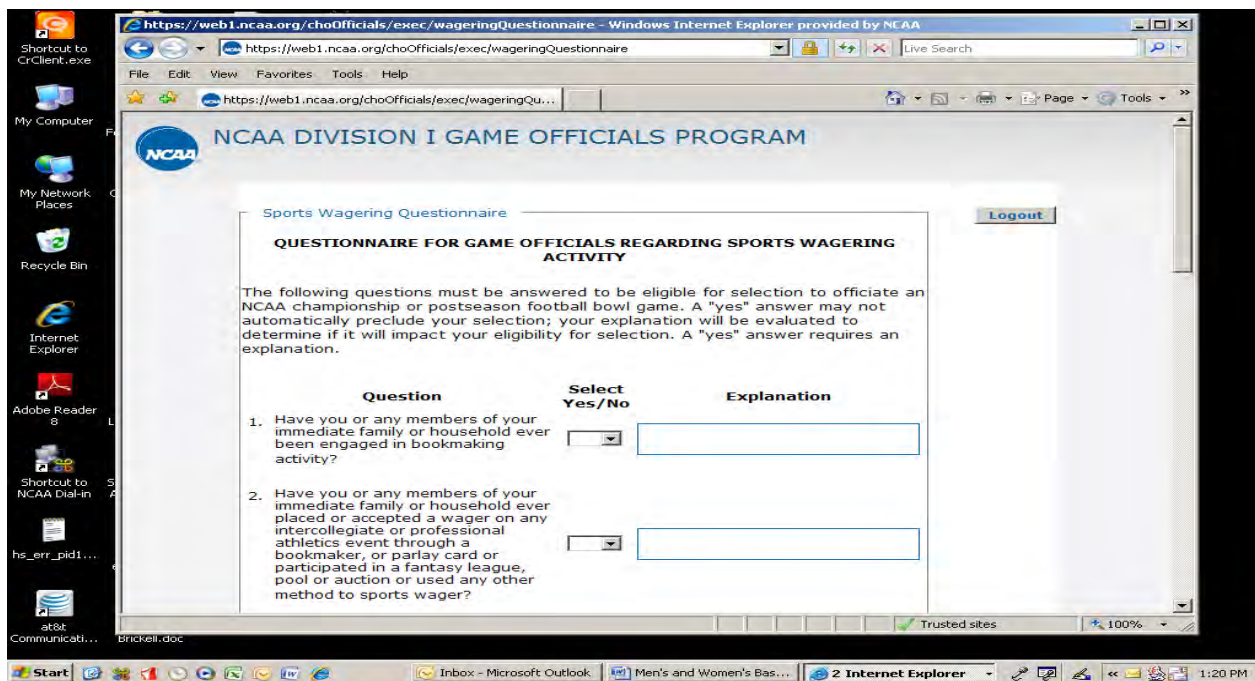 https://web1.ncaa.org/choOfficials/exec/wageringQuestionnaire - Windows Internet Explorer provided by NCAA
https://web1.ncaa.org/choOfficials/exec/wageringQuestionnaire
Live Search
File Edit View Favorites Tools Help
https://web1.ncaa.org/choOfficials/exec/wageringQu...
Page
Tools
Shortcut to
CrClient.exe
My Computer
My Network
Places
Recycle Bin
Internet
Explorer
Adobe Reader
8
Shortcut to
NCAA Dial-in
hs_err_pid1...
at&t
Communicati...
Brickell.doc
NCAA
NCAA DIVISION I GAME OFFICIALS PROGRAM
Logout
Sports Wagering Questionnaire
QUESTIONNAIRE FOR GAME OFFICIALS REGARDING SPORTS WAGERING
ACTIVITY
The following questions must be answered to be eligible for selection to officiate an
NCAA championship or postseason football bowl game. A "yes" answer may not
automatically preclude your selection; your explanation will be evaluated to
determine if it will impact your eligibility for selection. A "yes" answer requires an
explanation.
Question Select Yes/No Explanation
1. Have you or any members of your
immediate family or household ever
been engaged in bookmaking
activity?
2. Have you or any members of your
immediate family or household ever
placed or accepted a wager on any
intercollegiate or professional
athletics event through a
bookmaker, or parlay card or
participated in a fantasy league,
pool or auction or used any other
method to sports wager?
Trusted sites
100%
Start
Inbox - Microsoft Outlook
Men's and Women's Bas...
2 Internet Explorer
1:20 PM